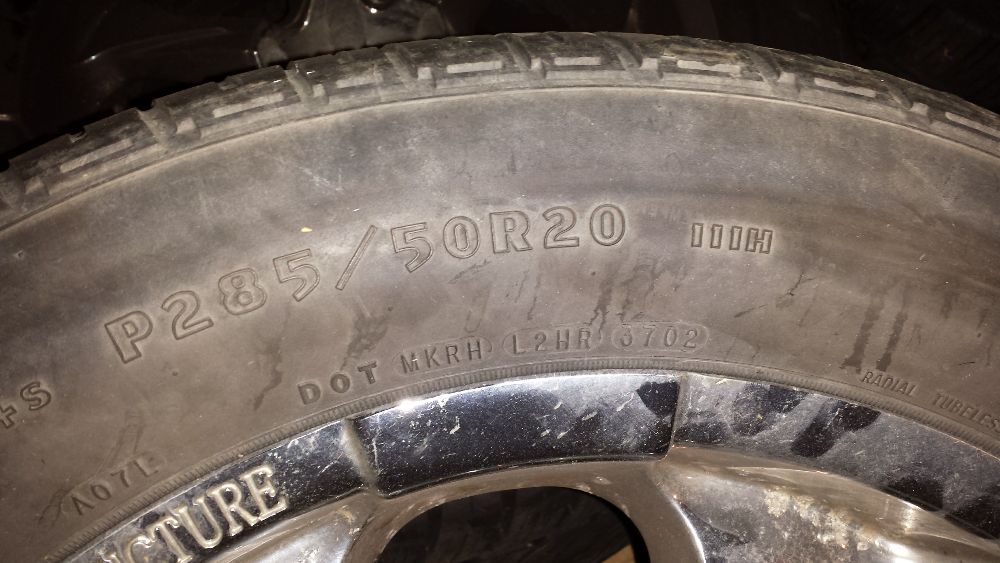 P285/50R20 111H
DOT MKRH L2HR 3702
RADIAL TUBELESS
+S
A07L
CTURE